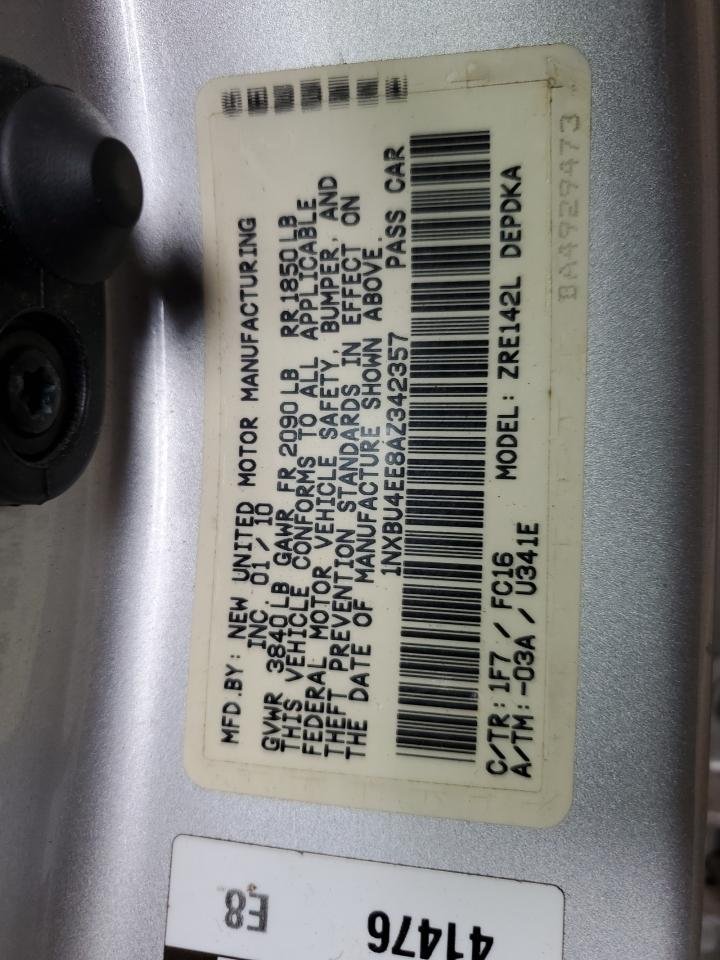 MFD.BY: NEW UNITED MOTOR MANUFACTURING
INC. 01/10
GVWR 3840 LB GAWR FR 2090 LB RR 1850 LB
THIS VEHICLE CONFORMS TO ALL APPLICABLE
FEDERAL MOTOR VEHICLE SAFETY, BUMPER, AND
THEFT PREVENTION STANDARDS IN EFFECT ON
THE DATE OF MANUFACTURE SHOWN ABOVE.
1NXBU4EE8AZ342357 PASS CAR
C/TR: 1F7 / FC16 MODEL: ZRE142L DEPDKA
A/TM: -03A / U341E
BA4929473
E8
41476